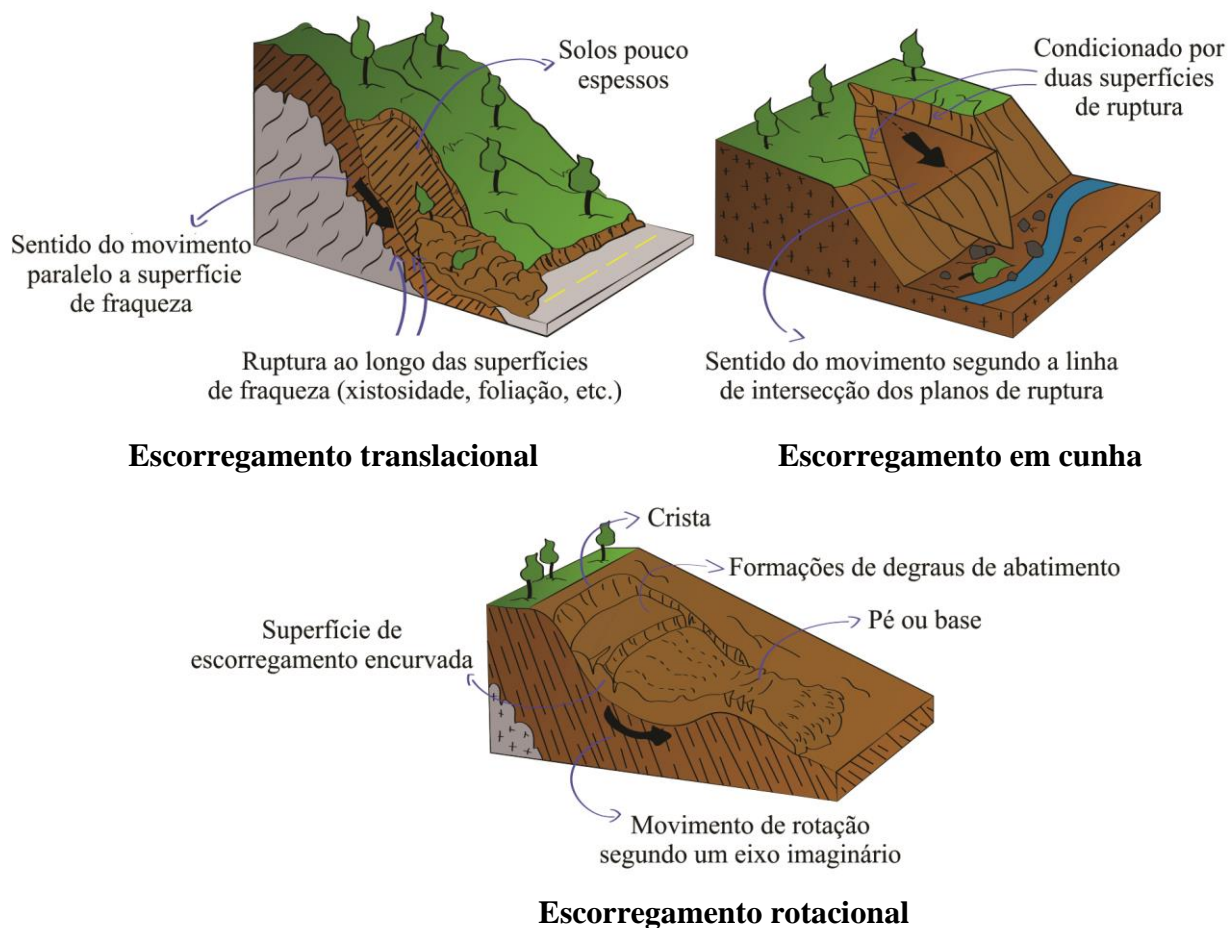 Solos pouco
espessos
Sentido do movimento
paralelo a superfície
de fraqueza
Ruptura ao longo das superfícies
de fraqueza (xistosidade, foliação, etc.)
Escorregamento translacional
Condicionado por
duas superfícies
de ruptura
Sentido do movimento segundo a linha
de intersecção dos planos de ruptura
Escorregamento em cunha
Crista
Formações de degraus de abatimento
Pé ou base
Superfície de
escorregamento encurvada
Movimento de rotação
segundo um eixo imaginário
Escorregamento rotacional